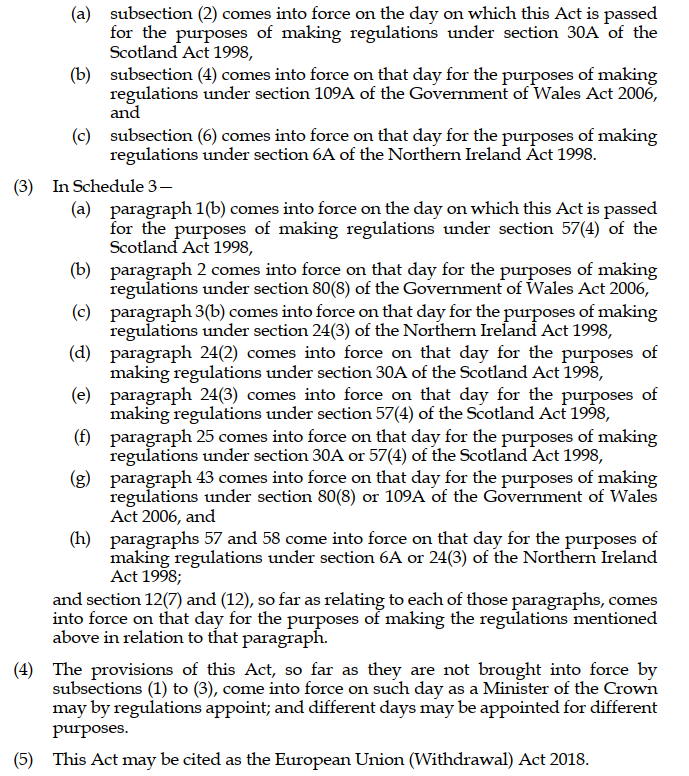 (a) subsection (2) comes into force on the day on which this Act is passed
for the purposes of making regulations under section 30A of the
Scotland Act 1998,
(b) subsection (4) comes into force on that day for the purposes of making
regulations under section 109A of the Government of Wales Act 2006,
and
(c) subsection (6) comes into force on that day for the purposes of making
regulations under section 6A of the Northern Ireland Act 1998.
(3) In Schedule 3—
(a) paragraph 1(b) comes into force on the day on which this Act is passed
for the purposes of making regulations under section 57(4) of the
Scotland Act 1998,
(b) paragraph 2 comes into force on that day for the purposes of making
regulations under section 80(8) of the Government of Wales Act 2006,
(c) paragraph 3(b) comes into force on that day for the purposes of making
regulations under section 24(3) of the Northern Ireland Act 1998,
(d) paragraph 24(2) comes into force on that day for the purposes of
making regulations under section 30A of the Scotland Act 1998,
(e) paragraph 24(3) comes into force on that day for the purposes of
making regulations under section 57(4) of the Scotland Act 1998,
(f) paragraph 25 comes into force on that day for the purposes of making
regulations under section 30A or 57(4) of the Scotland Act 1998,
(g) paragraph 43 comes into force on that day for the purposes of making
regulations under section 80(8) or 109A of the Government of Wales
Act 2006, and
(h) paragraphs 57 and 58 come into force on that day for the purposes of
making regulations under section 6A or 24(3) of the Northern Ireland
Act 1998;
and section 12(7) and (12), so far as relating to each of those paragraphs, comes
into force on that day for the purposes of making the regulations mentioned
above in relation to that paragraph.
(4) The provisions of this Act, so far as they are not brought into force by
subsections (1) to (3), come into force on such day as a Minister of the Crown
may by regulations appoint; and different days may be appointed for different
purposes.
(5) This Act may be cited as the European Union (Withdrawal) Act 2018.